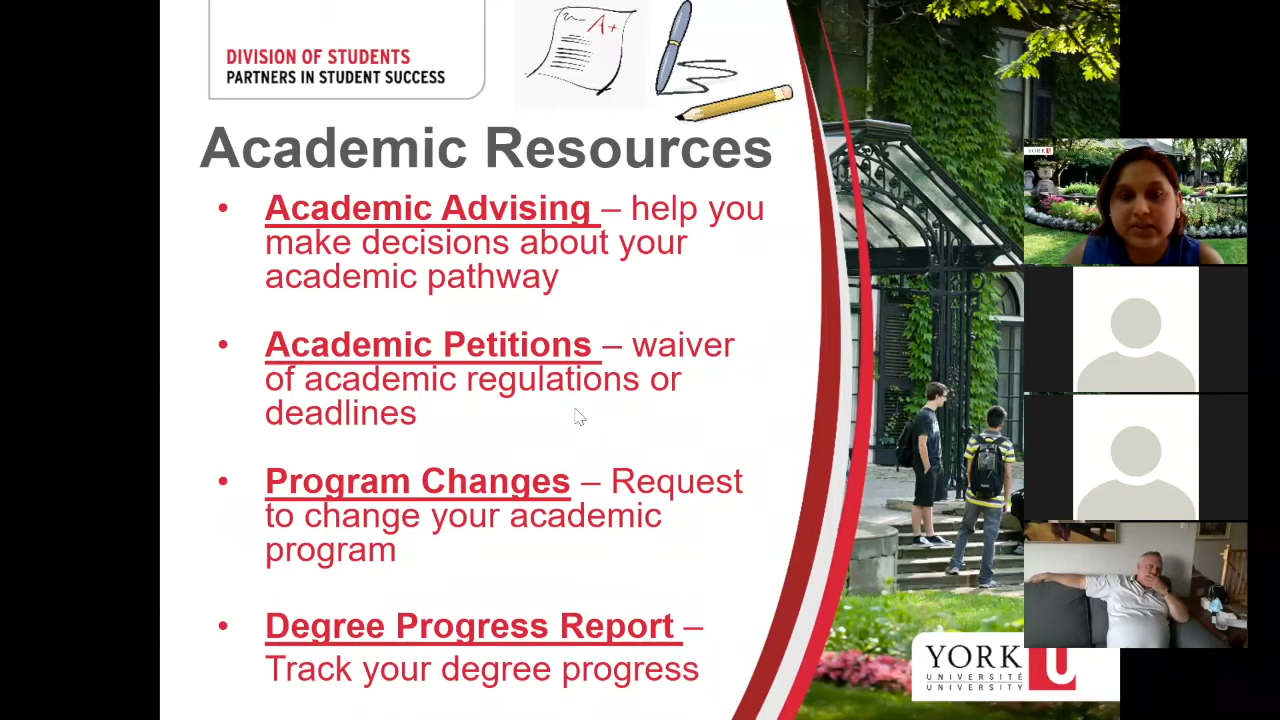 DIVISION OF STUDENTS
PARTNERS IN STUDENT SUCCESS
A+
Academic Resources
• Academic Advising – help you
make decisions about your
academic pathway
• Academic Petitions – waiver
of academic regulations or
deadlines
• Program Changes – Request
to change your academic
program
• Degree Progress Report –
Track your degree progress
YORK U
YORK U
UNIVERSITÉ
UNIVERSITY